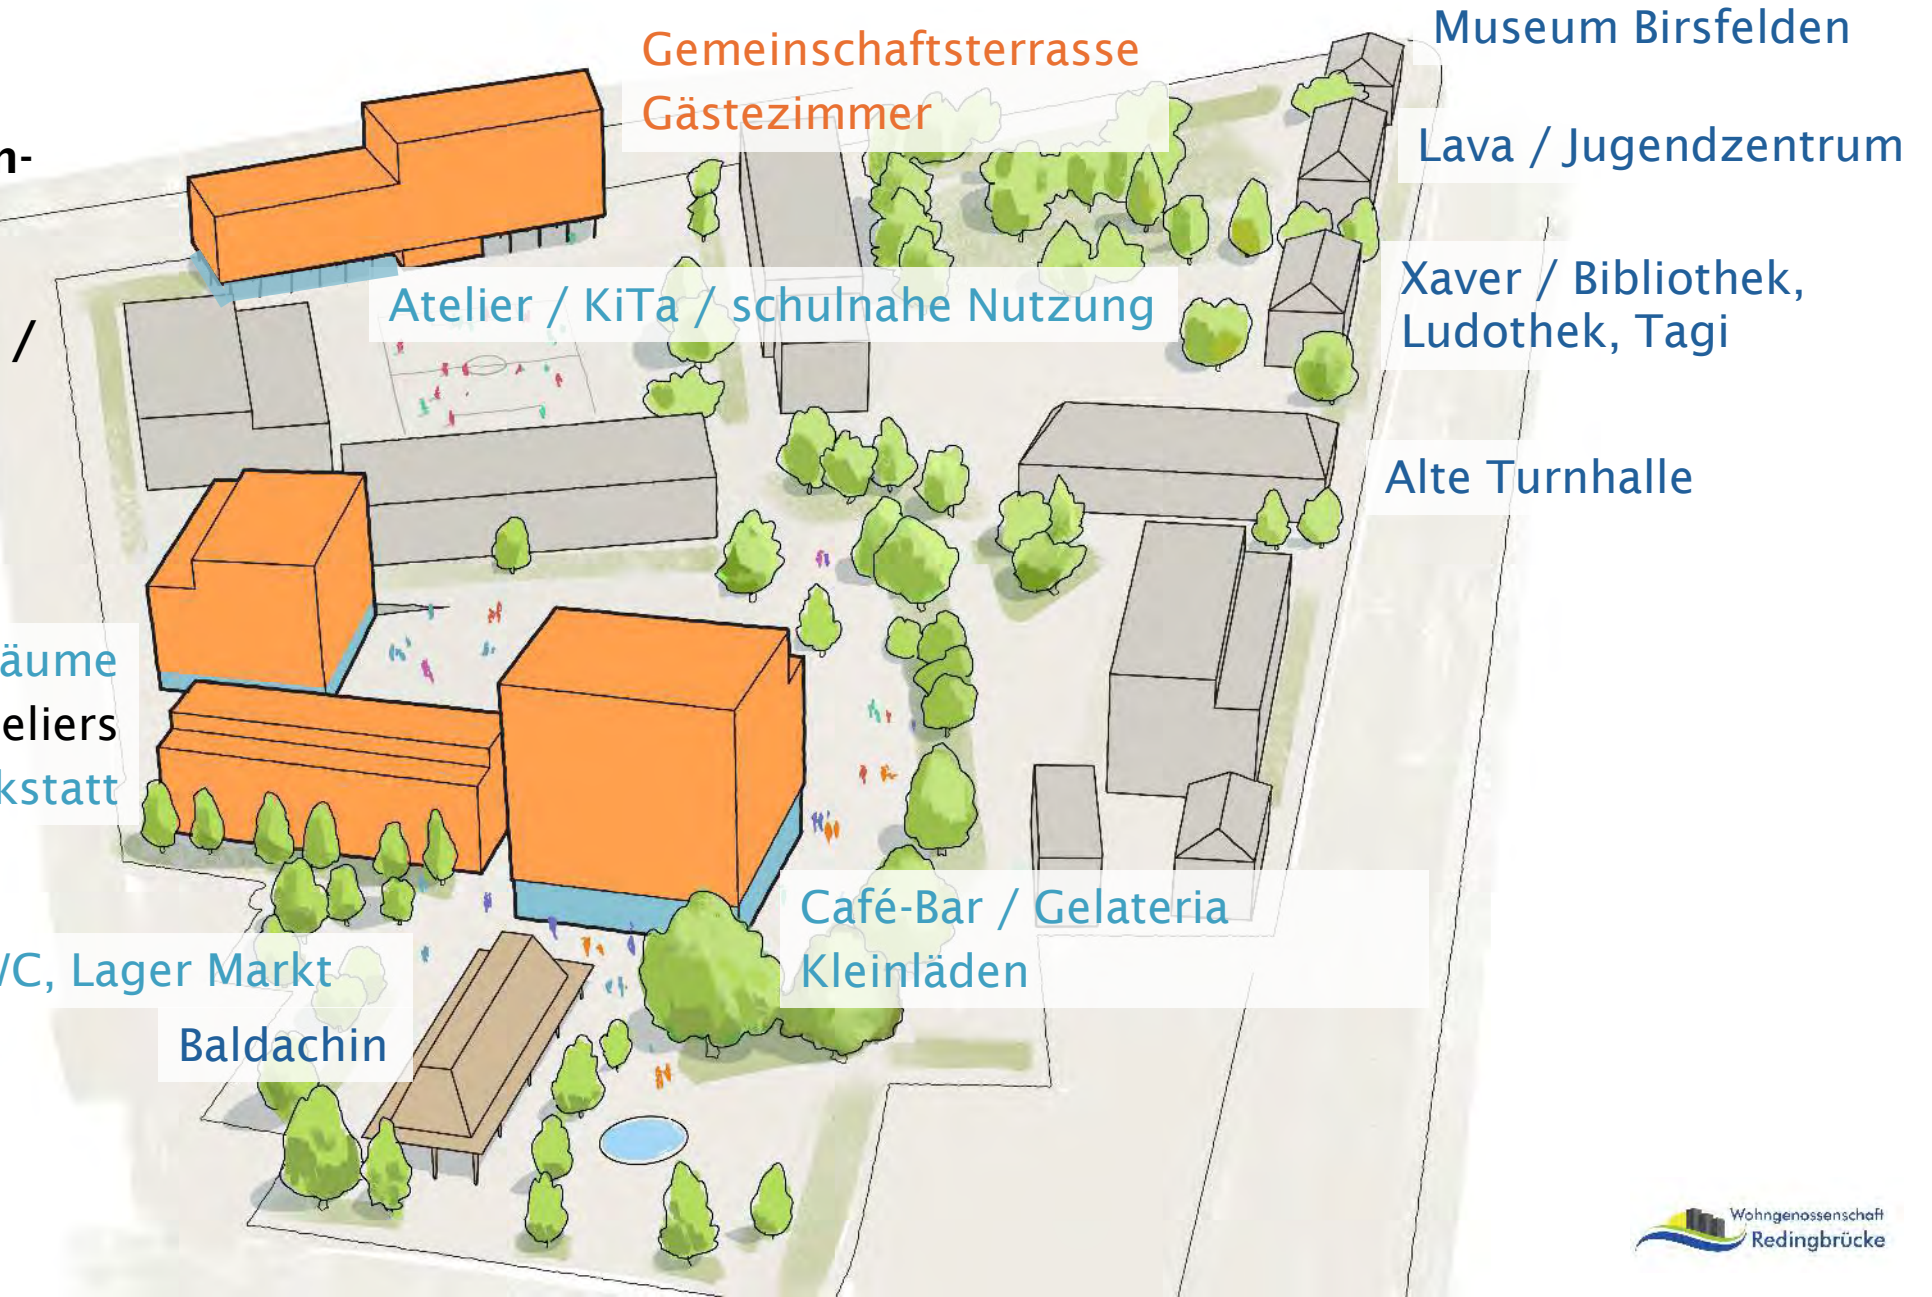 Museum Birsfelden
Gemeinschaftsterrasse
Gästezimmer
Lava / Jugendzentrum
n-
Xaver / Bibliothek,
Ludothek, Tagi
Atelier / KiTa / schulnahe Nutzung
/
Alte Turnhalle
äume
eliers
kstatt
Café-Bar / Gelateria
Kleinläden
WC, Lager Markt
Baldachin
Wohngenossenschaft
Redingbrücke